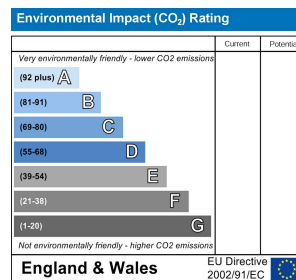 Environmental Impact (CO₂) Rating
Current Potential
Very environmentally friendly - lower CO2 emissions
(92 plus) A
(81-91) B
(69-80) C
(55-68) D
(39-54) E
(21-38) F
(1-20) G
Not environmentally friendly - higher CO2 emissions
England & Wales
EU Directive
2002/91/EC